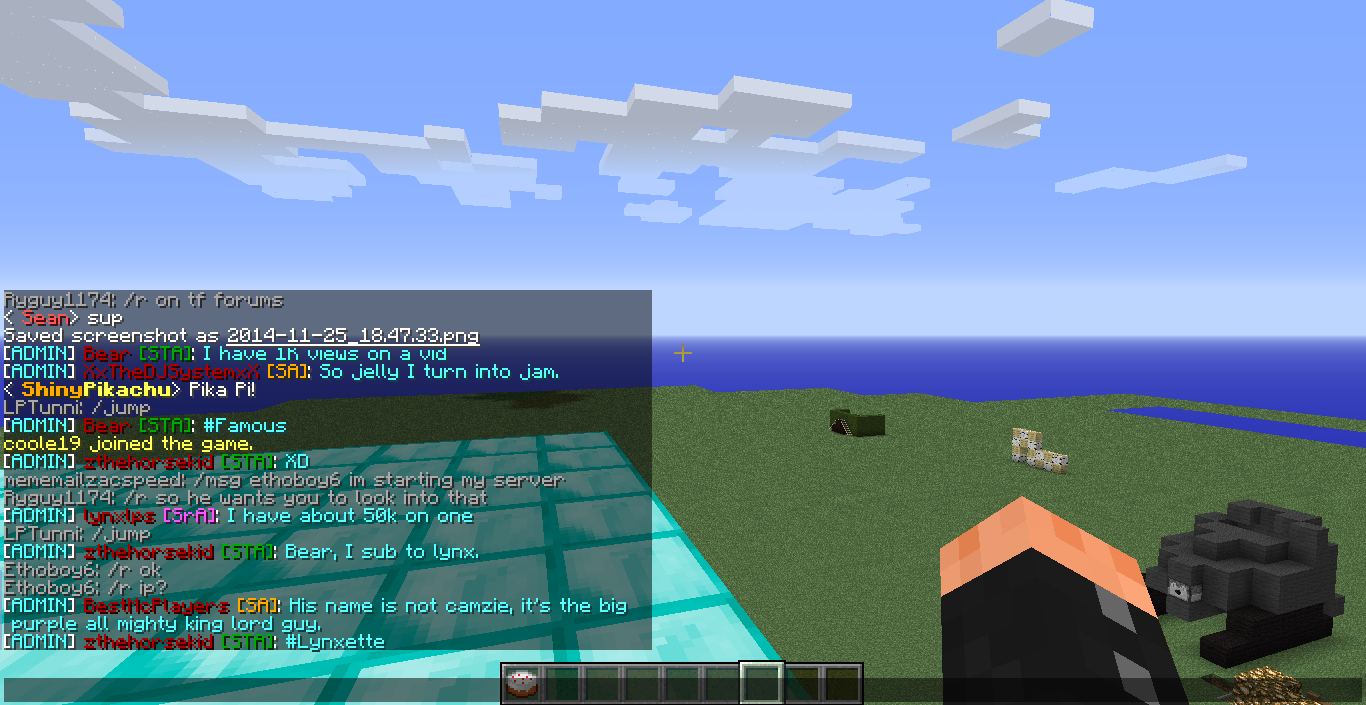 Ryguy1174: /r on tf forums
< Sean> sup
Saved screenshot as 2014-11-25_18.47.33.png
[ADMIN] Bear [STA]: I have 1K views on a vid
[ADMIN] XxTheDJSystemxX [SA]: So jelly I turn into jam.
< ShinyPikachu> Pika Pi!
LPTunni: /jump
[ADMIN] Bear [STA]: #Famous
coole19 joined the game.
[ADMIN] zthehorsekid [STA]: XD
mememailzacspeed: /msg ethoboy6 im starting my server
Ryguy1174: /r so he wants you to look into that
[ADMIN] lynxlps [SrA]: I have about 50k on one
LPTunni: /jump
[ADMIN] zthehorsekid [STA]: Bear, I sub to lynx.
Ethoboy6: /r ok
Ethoboy6: /r ip?
[ADMIN] BestMcPlayers [SA]: His name is not camzie, it's the big
purple all mighty king lord guy.
[ADMIN] zthehorsekid [STA]: #Lynxette